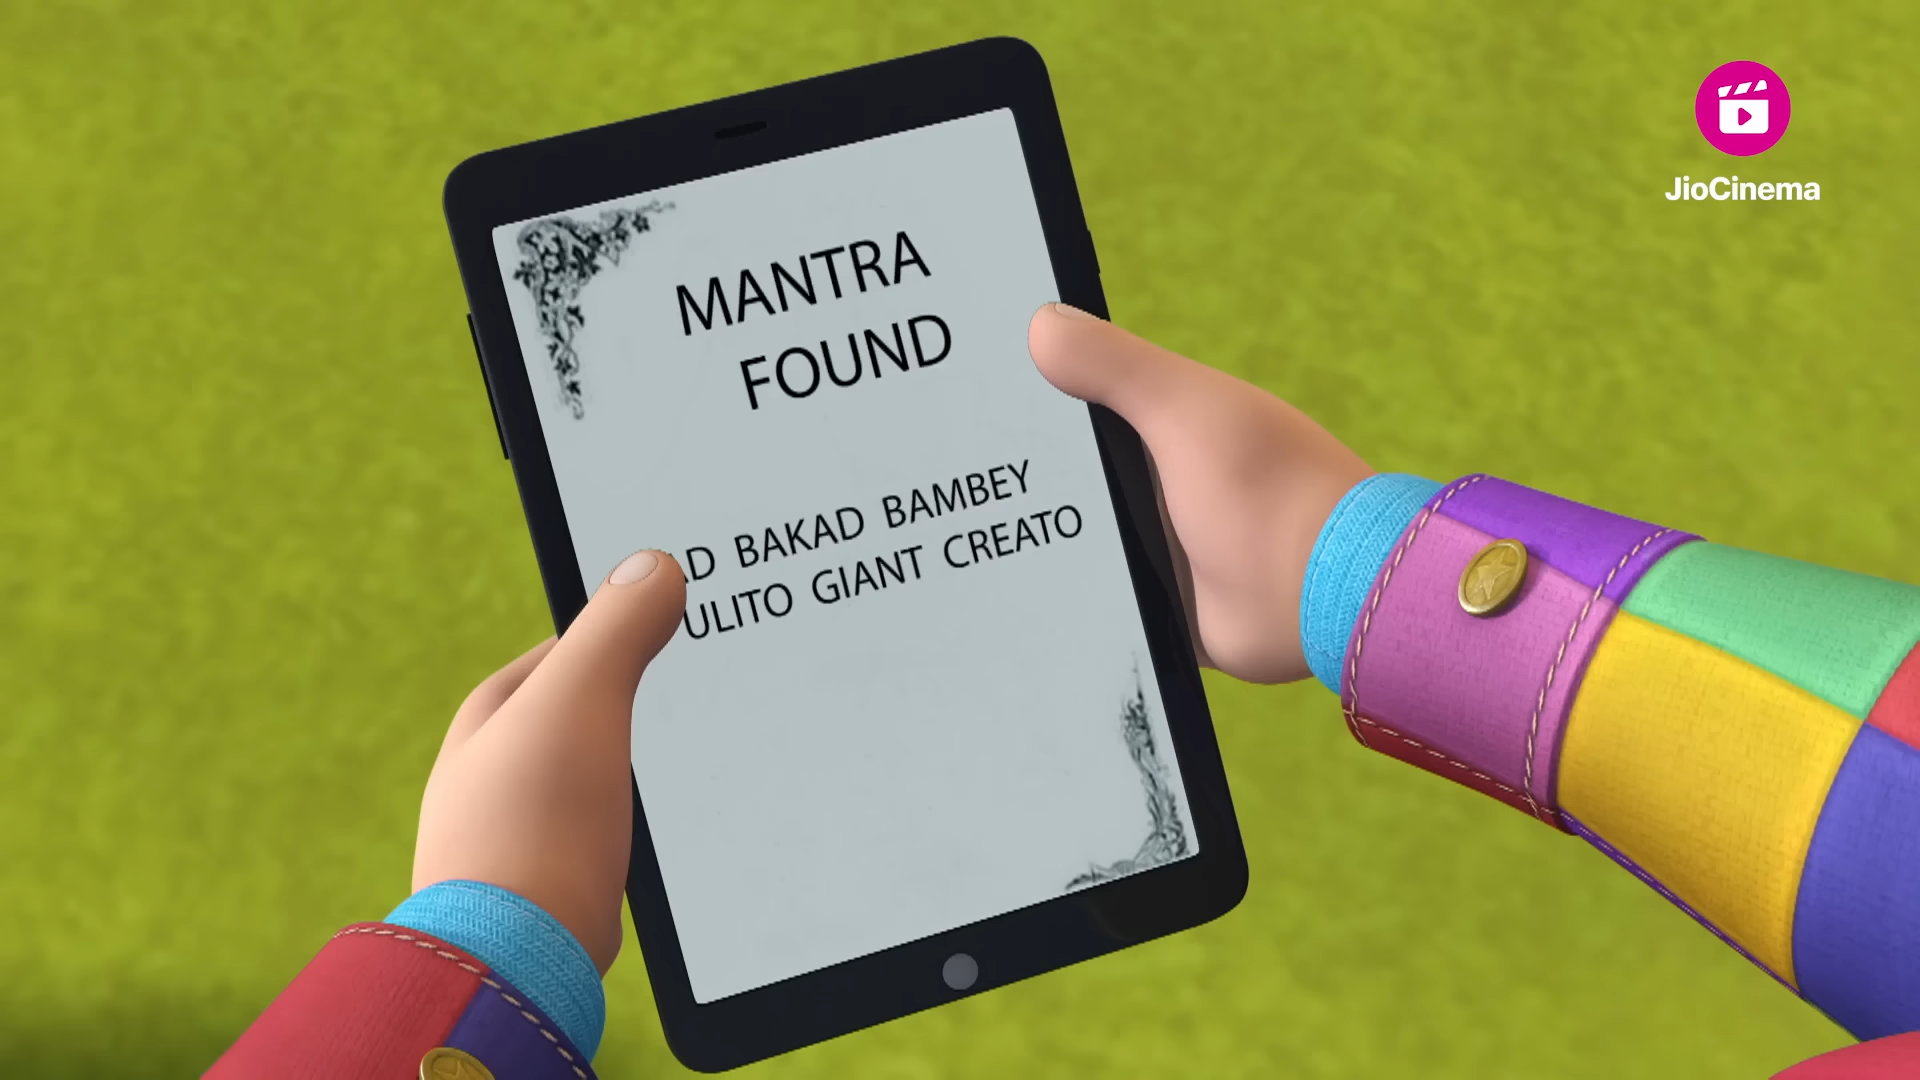 MANTRA
FOUND
BAKAD BAMBEY
GIANT CREATO
JioCinema